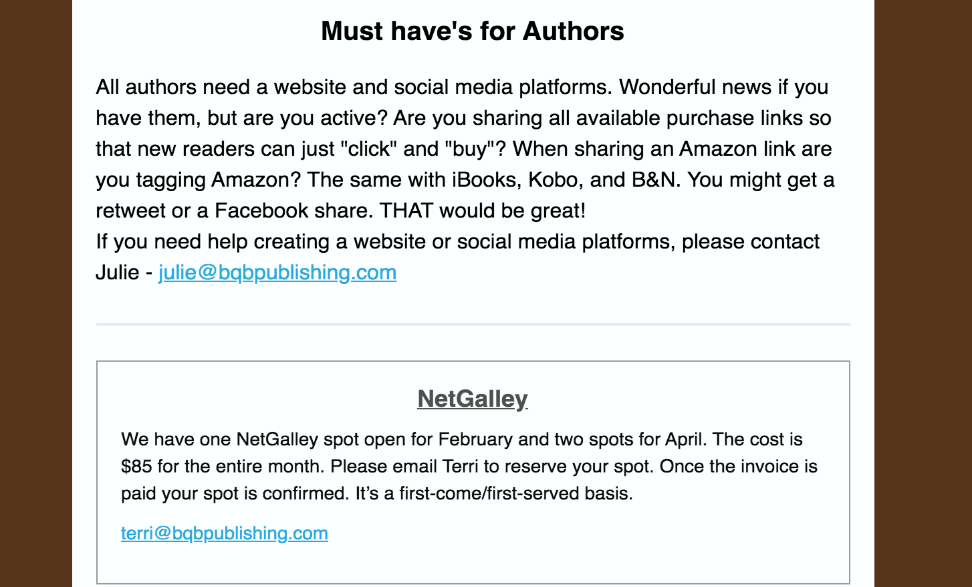 Must have's for Authors
All authors need a website and social media platforms. Wonderful news if you
have them, but are you active? Are you sharing all available purchase links so
that new readers can just "click" and "buy"? When sharing an Amazon link are
you tagging Amazon? The same with iBooks, Kobo, and B&N. You might get a
retweet or a Facebook share. THAT would be great!
If you need help creating a website or social media platforms, please contact
Julie - julie@bqbpublishing.com
NetGalley
We have one NetGalley spot open for February and two spots for April. The cost is
$85 for the entire month. Please email Terri to reserve your spot. Once the invoice is
paid your spot is confirmed. It’s a first-come/first-served basis.
terri@bqbpublishing.com